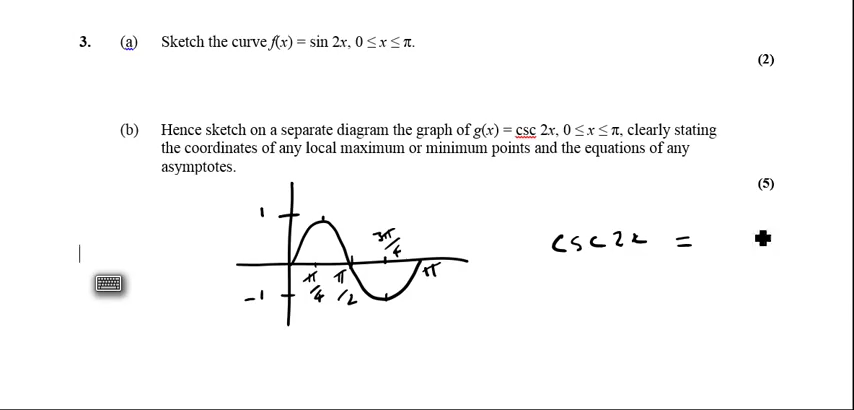 3. (a) Sketch the curve f(x) = sin 2x, 0 ≤ x ≤ π.
(2)
(b) Hence sketch on a separate diagram the graph of g(x) = csc 2x, 0 ≤ x ≤ π, clearly stating
the coordinates of any local maximum or minimum points and the equations of any
asymptotes.
(5)
1
3π/4
csc 2x =
π/4 π/2 π
-1